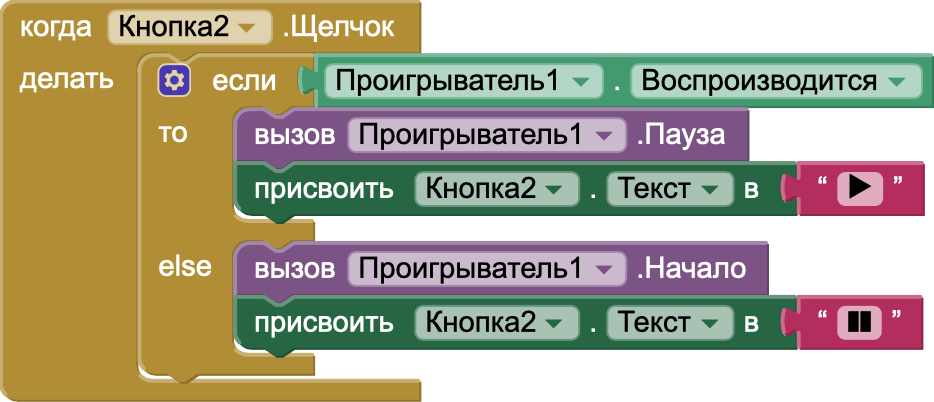 когда Кнопка2 .Щелчок
делать если Проигрыватель1 . Воспроизводится
то вызов Проигрыватель1 .Пауза
присвоить Кнопка2 . Текст в “ ▶ ”
else вызов Проигрыватель1 .Начало
присвоить Кнопка2 . Текст в “ ▮▮ ”